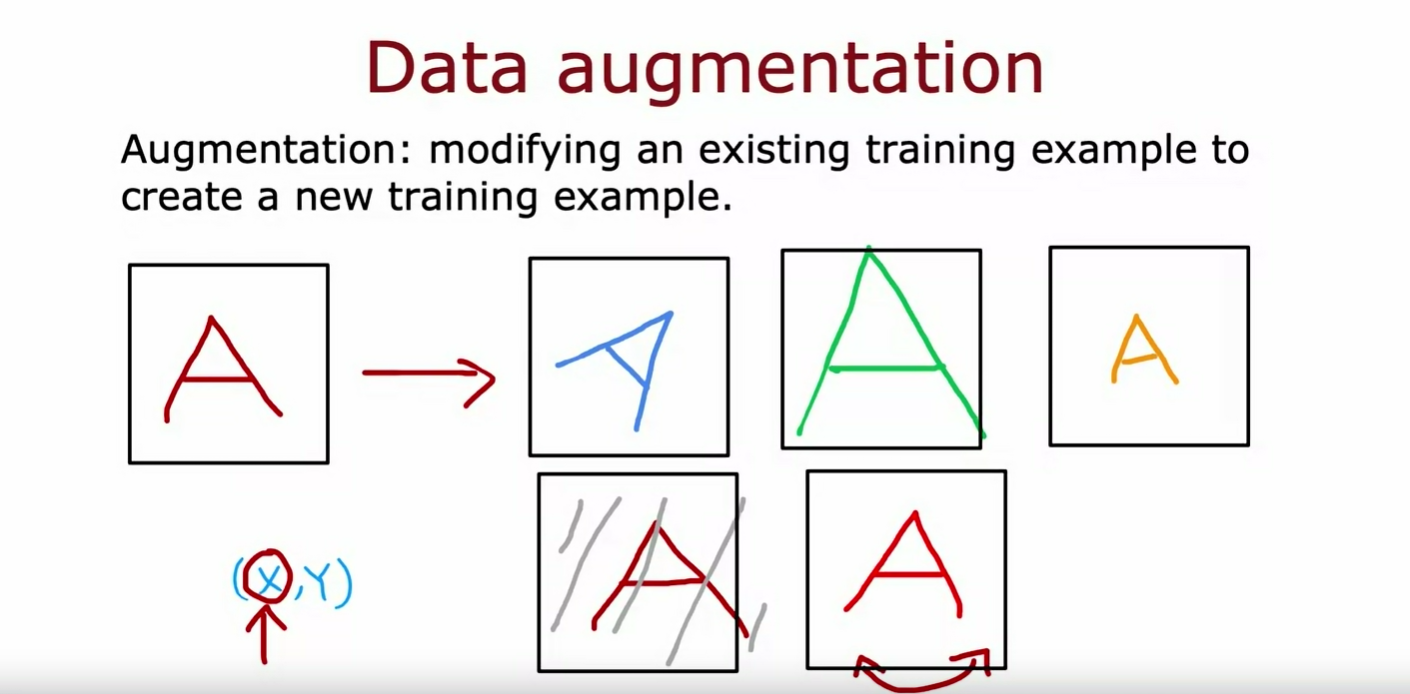 Data augmentation
Augmentation: modifying an existing training example to
create a new training example.
A
A
A
A
A
A
(X,Y)